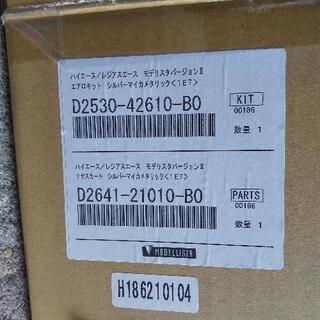 ハイエース/レジアスエース モデリスタバージョンⅡ
エアロキット シルバーマイカメタリック<1E7>
D2530-42610-B0
KIT
00186
数量 1
ハイエース/レジアスエース モデリスタバージョンⅡ
リヤスカート シルバーマイカメタリック<1E7>
D2641-21010-B0
PARTS
00186
数量 1
MODELLISTA
H186210104